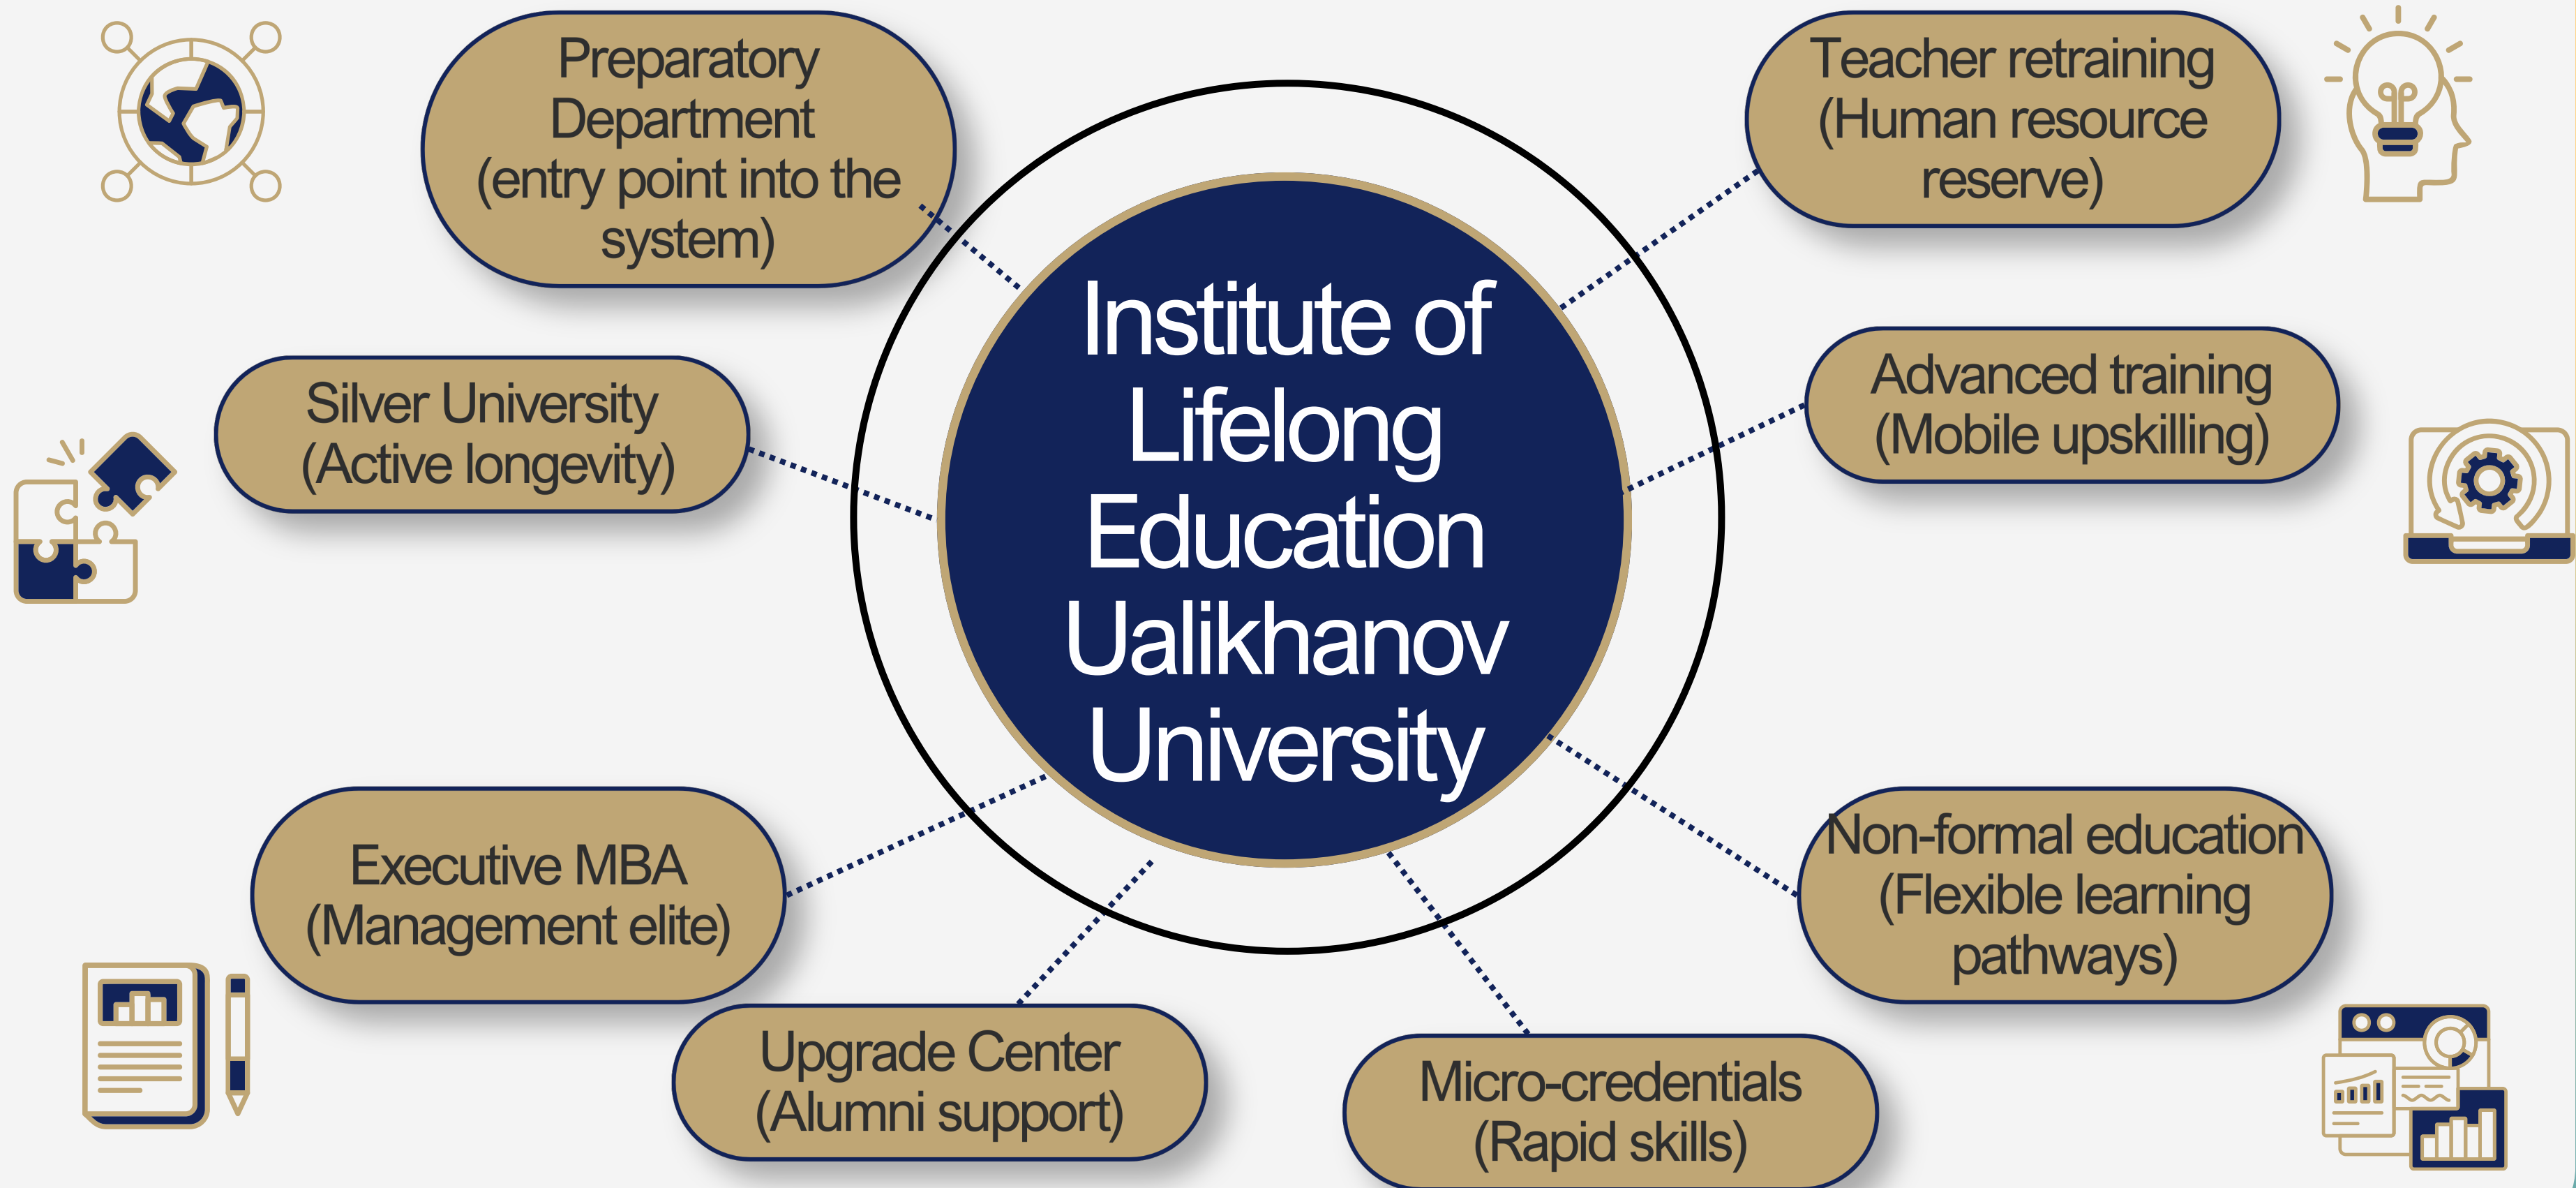 Preparatory
Department
(entry point into the
system)
Teacher retraining
(Human resource
reserve)
Institute of
Lifelong
Education
Ualikhanov
University
Silver University
(Active longevity)
Advanced training
(Mobile upskilling)
Executive MBA
(Management elite)
Non-formal education
(Flexible learning
pathways)
Upgrade Center
(Alumni support)
Micro-credentials
(Rapid skills)